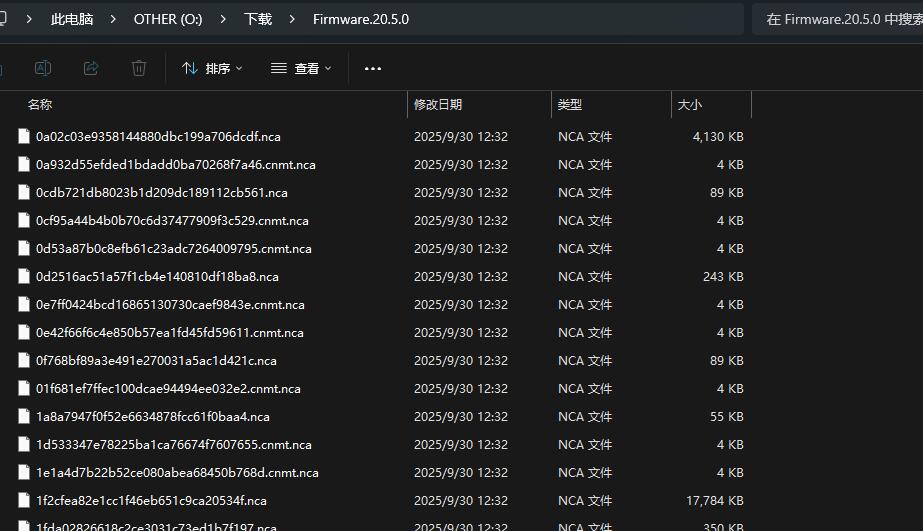 此电脑 OTHER (O:) 下载 Firmware.20.5.0 在 Firmware.20.5.0 中搜索
排序 查看
名称 修改日期 类型 大小
0a02c03e9358144880dbc199a706dcdf.nca 2025/9/30 12:32 NCA 文件 4,130 KB
0a932d55efded1bdadd0ba70268f7a46.cnmt.nca 2025/9/30 12:32 NCA 文件 4 KB
0cdb721db8023b1d209dc189112cb561.nca 2025/9/30 12:32 NCA 文件 89 KB
0cf95a44b4b0b70c6d37477909f3c529.cnmt.nca 2025/9/30 12:32 NCA 文件 4 KB
0d53a87b0c8efb61c23adc7264009795.cnmt.nca 2025/9/30 12:32 NCA 文件 4 KB
0d2516ac51a57f1cb4e140810df18ba8.nca 2025/9/30 12:32 NCA 文件 243 KB
0e7ff0424bcd16865130730caef9843e.cnmt.nca 2025/9/30 12:32 NCA 文件 4 KB
0e42f66f6c4e850b57ea1fd45fd59611.cnmt.nca 2025/9/30 12:32 NCA 文件 4 KB
0f768bf89a3e491e270031a5ac1d421c.nca 2025/9/30 12:32 NCA 文件 89 KB
01f681ef7ffec100dcae94494ee032e2.cnmt.nca 2025/9/30 12:32 NCA 文件 4 KB
1a8a7947f0f52e6634878fcc61f0baa4.nca 2025/9/30 12:32 NCA 文件 55 KB
1d533347e78225ba1ca76674f7607655.cnmt.nca 2025/9/30 12:32 NCA 文件 4 KB
1e1a4d7b22b52ce080abea68450b768d.cnmt.nca 2025/9/30 12:32 NCA 文件 4 KB
1f2cfea82e1cc1f46eb651c9ca20534f.nca 2025/9/30 12:32 NCA 文件 17,784 KB
1fda02826618c2ce3031c73ed1b7f197.nca 2025/9/30 12:32 NCA 文件 350 KB